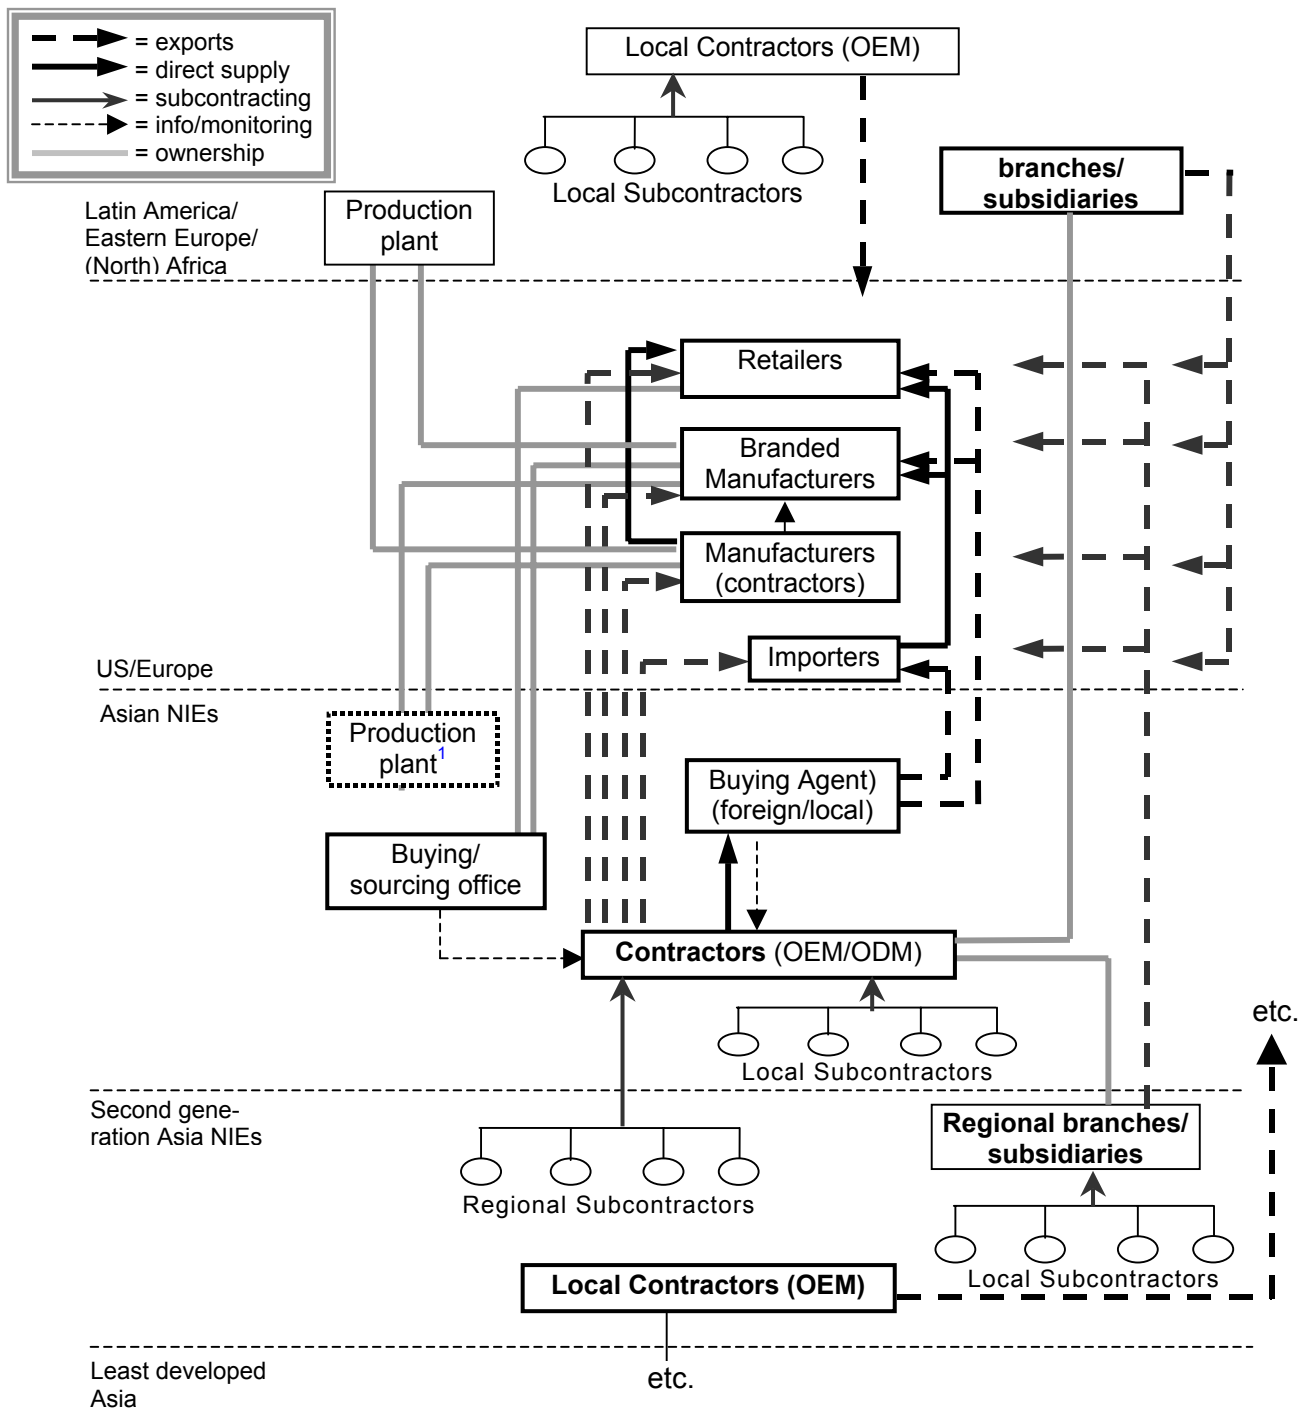 = exports
= direct supply
= subcontracting
= info/monitoring
= ownership
Local Contractors (OEM)
Local Subcontractors
branches/
subsidiaries
Latin America/
Eastern Europe/
(North) Africa
Production
plant
Retailers
Branded
Manufacturers
Manufacturers
(contractors)
Importers
US/Europe
Asian NIEs
Production
plant1
Buying Agent)
(foreign/local)
Buying/
sourcing office
Contractors (OEM/ODM)
etc.
Local Subcontractors
Second gene-
ration Asia NIEs
Regional branches/
subsidiaries
Regional Subcontractors
Local Subcontractors
Local Contractors (OEM)
Least developed
Asia
etc.